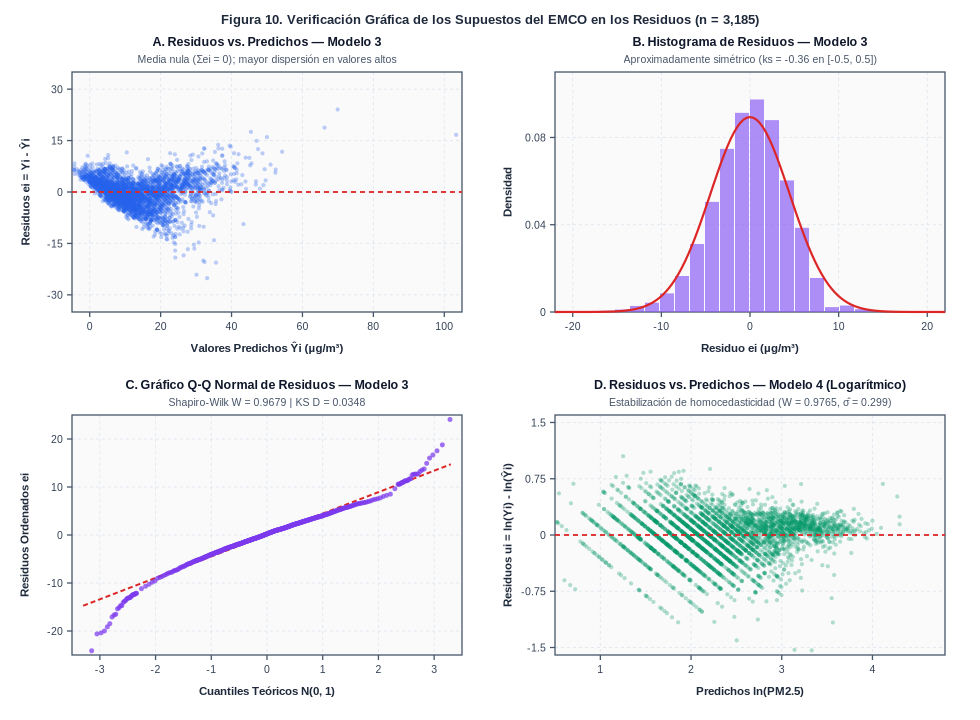 Figura 10. Verificación Gráfica de los Supuestos del EMCO en los Residuos (n = 3,185)
A. Residuos vs. Predichos — Modelo 3
Media nula (Σei = 0); mayor dispersión en valores altos
30
15
0
-15
-30
0
20
40
60
80
100
Residuos ei = Yi - Ŷi
Valores Predichos Ŷi (µg/m³)
B. Histograma de Residuos — Modelo 3
Aproximadamente simétrico (ks = -0.36 en [-0.5, 0.5])
0.08
0.04
0
-20
-10
0
10
20
Densidad
Residuo ei (µg/m³)
C. Gráfico Q-Q Normal de Residuos — Modelo 3
Shapiro-Wilk W = 0.9679 | KS D = 0.0348
20
10
0
-10
-20
-3
-2
-1
0
1
2
3
Residuos Ordenados ei
Cuantiles Teóricos N(0, 1)
D. Residuos vs. Predichos — Modelo 4 (Logarítmico)
Estabilización de homocedasticidad (W = 0.9765, σ̂ = 0.299)
1.5
0.75
0
-0.75
-1.5
1
2
3
4
Residuos ui = ln(Yi) - ln(Ŷi)
Predichos ln(PM2.5)